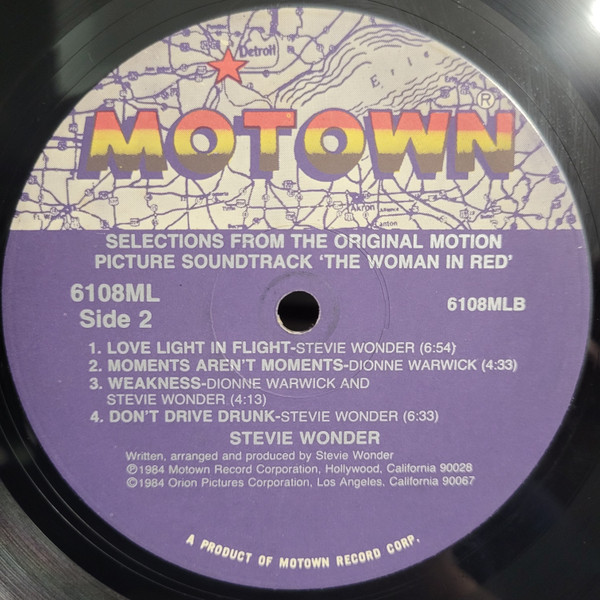 Detroit
Erie
MOTOWN®
Akron
Canton
SELECTIONS FROM THE ORIGINAL MOTION
PICTURE SOUNDTRACK 'THE WOMAN IN RED'
6108ML
6108MLB
Side 2
1. LOVE LIGHT IN FLIGHT-STEVIE WONDER (6:54)
2. MOMENTS AREN'T MOMENTS-DIONNE WARWICK (4:33)
3. WEAKNESS-DIONNE WARWICK AND
STEVIE WONDER (4:13)
4. DON'T DRIVE DRUNK-STEVIE WONDER (6:33)
STEVIE WONDER
Written, arranged and produced by Stevie Wonder
℗1984 Motown Record Corporation, Hollywood, California 90028
©1984 Orion Pictures Corporation, Los Angeles, California 90067
A PRODUCT OF MOTOWN RECORD CORP.